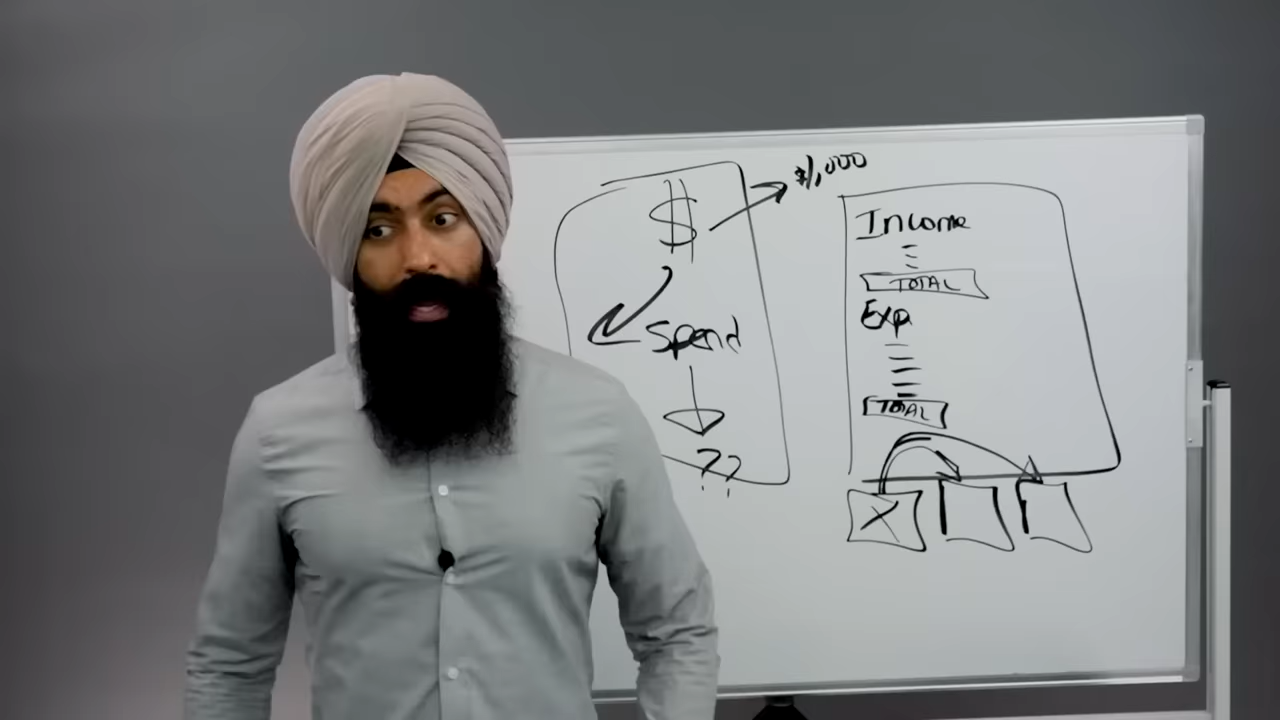 $
$1,000
Spend
??
Income
TOTAL
Exp
TOTAL
X